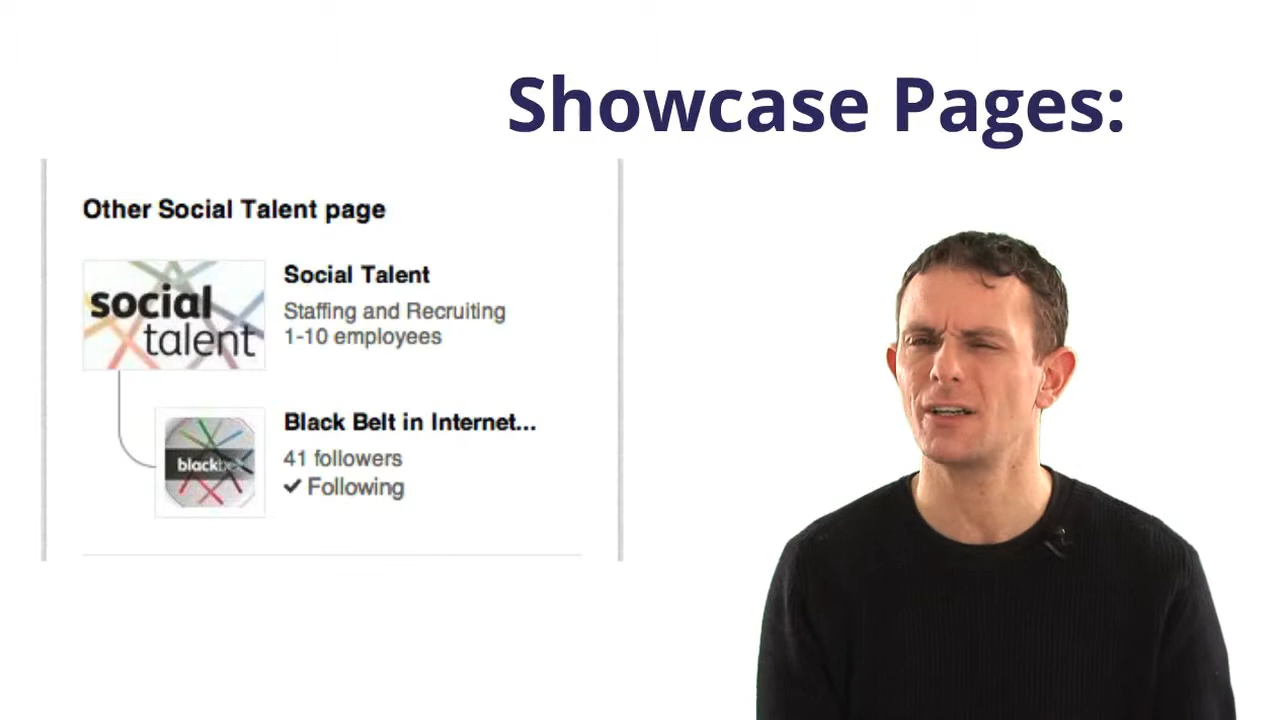 Showcase Pages:
Other Social Talent page
social
talent
Social Talent
Staffing and Recruiting
1-10 employees
blackbelt
Black Belt in Internet...
41 followers
Following